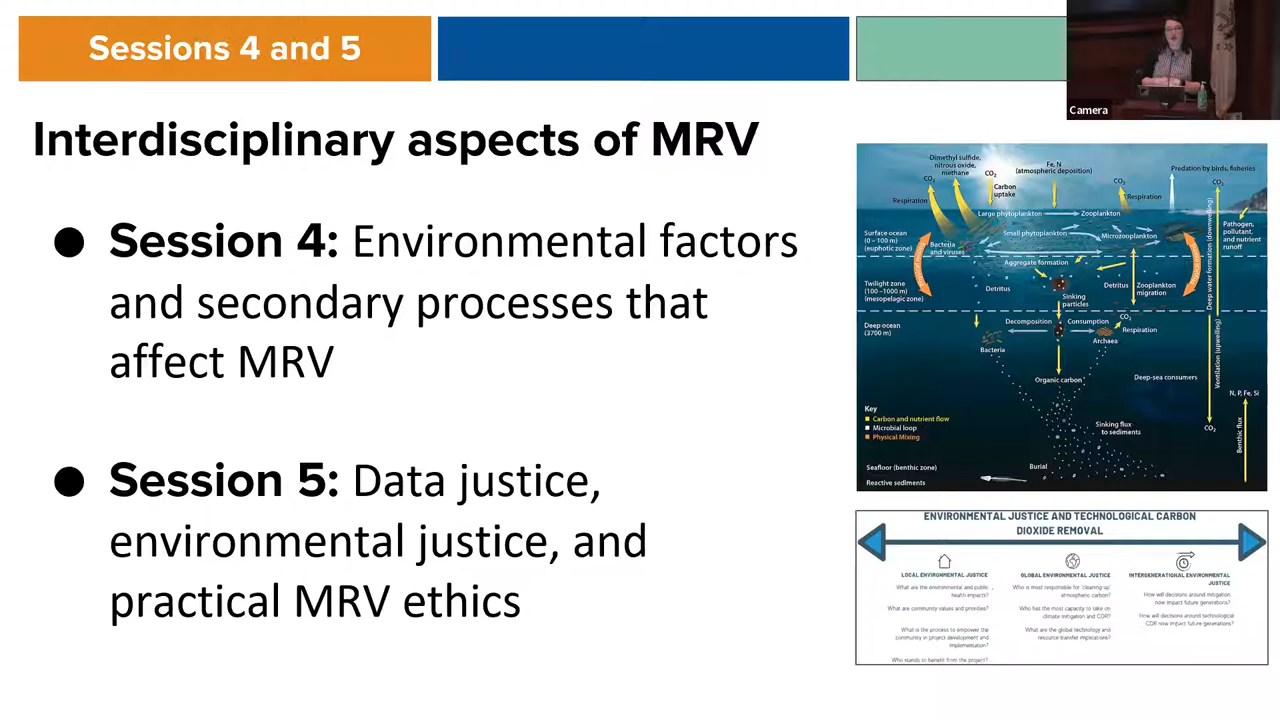 Sessions 4 and 5
Camera
Interdisciplinary aspects of MRV
● Session 4: Environmental factors
and secondary processes that
affect MRV
● Session 5: Data justice,
environmental justice, and
practical MRV ethics
Dimethyl sulfide,
nitrous oxide,
methane
CO₂
CO₂
Fe, N
(atmospheric deposition)
CO₂
Predation by birds, fisheries
CO₂
Carbon
uptake
Respiration
Respiration
Large phytoplankton
Zooplankton
Pathogen,
pollutant,
and nutrient
runoff
Surface ocean
(0 – 100 m)
(euphotic zone)
Bacteria
and viruses
Small phytoplankton
Microzooplankton
Physical mixing
Physical mixing
Deep water formation (downwelling)
Aggregate formation
Twilight zone
(100 –1000 m)
(mesopelagic zone)
Detritus
Sinking
particles
Detritus
Zooplankton
migration
CO₂
Deep ocean
(3700 m)
Decomposition
Consumption
Respiration
Bacteria
Archaea
Ventilation (upwelling)
Organic carbon
Deep-sea consumers
N, P, Fe, Si
Key
Carbon and nutrient flow
Microbial loop
Physical Mixing
Sinking flux
to sediments
CO₂
Benthic flux
Seafloor (benthic zone)
Burial
Reactive sediments
ENVIRONMENTAL JUSTICE AND TECHNOLOGICAL CARBON
DIOXIDE REMOVAL
LOCAL ENVIRONMENTAL JUSTICE
What are the environmental and public
health impacts?
What are community values and priorities?
What is the process to empower the
community in project development and
implementation?
Who stands to benefit from the project?
GLOBAL ENVIRONMENTAL JUSTICE
Who is most responsible for 'cleaning up'
atmospheric carbon?
Who has the most capacity to take on
climate mitigation and CDR?
What are the global technology and
resource transfer implications?
INTERGENERATIONAL ENVIRONMENTAL
JUSTICE
How will decisions around mitigation
now impact future generations?
How will decisions around technological
CDR now impact future generations?